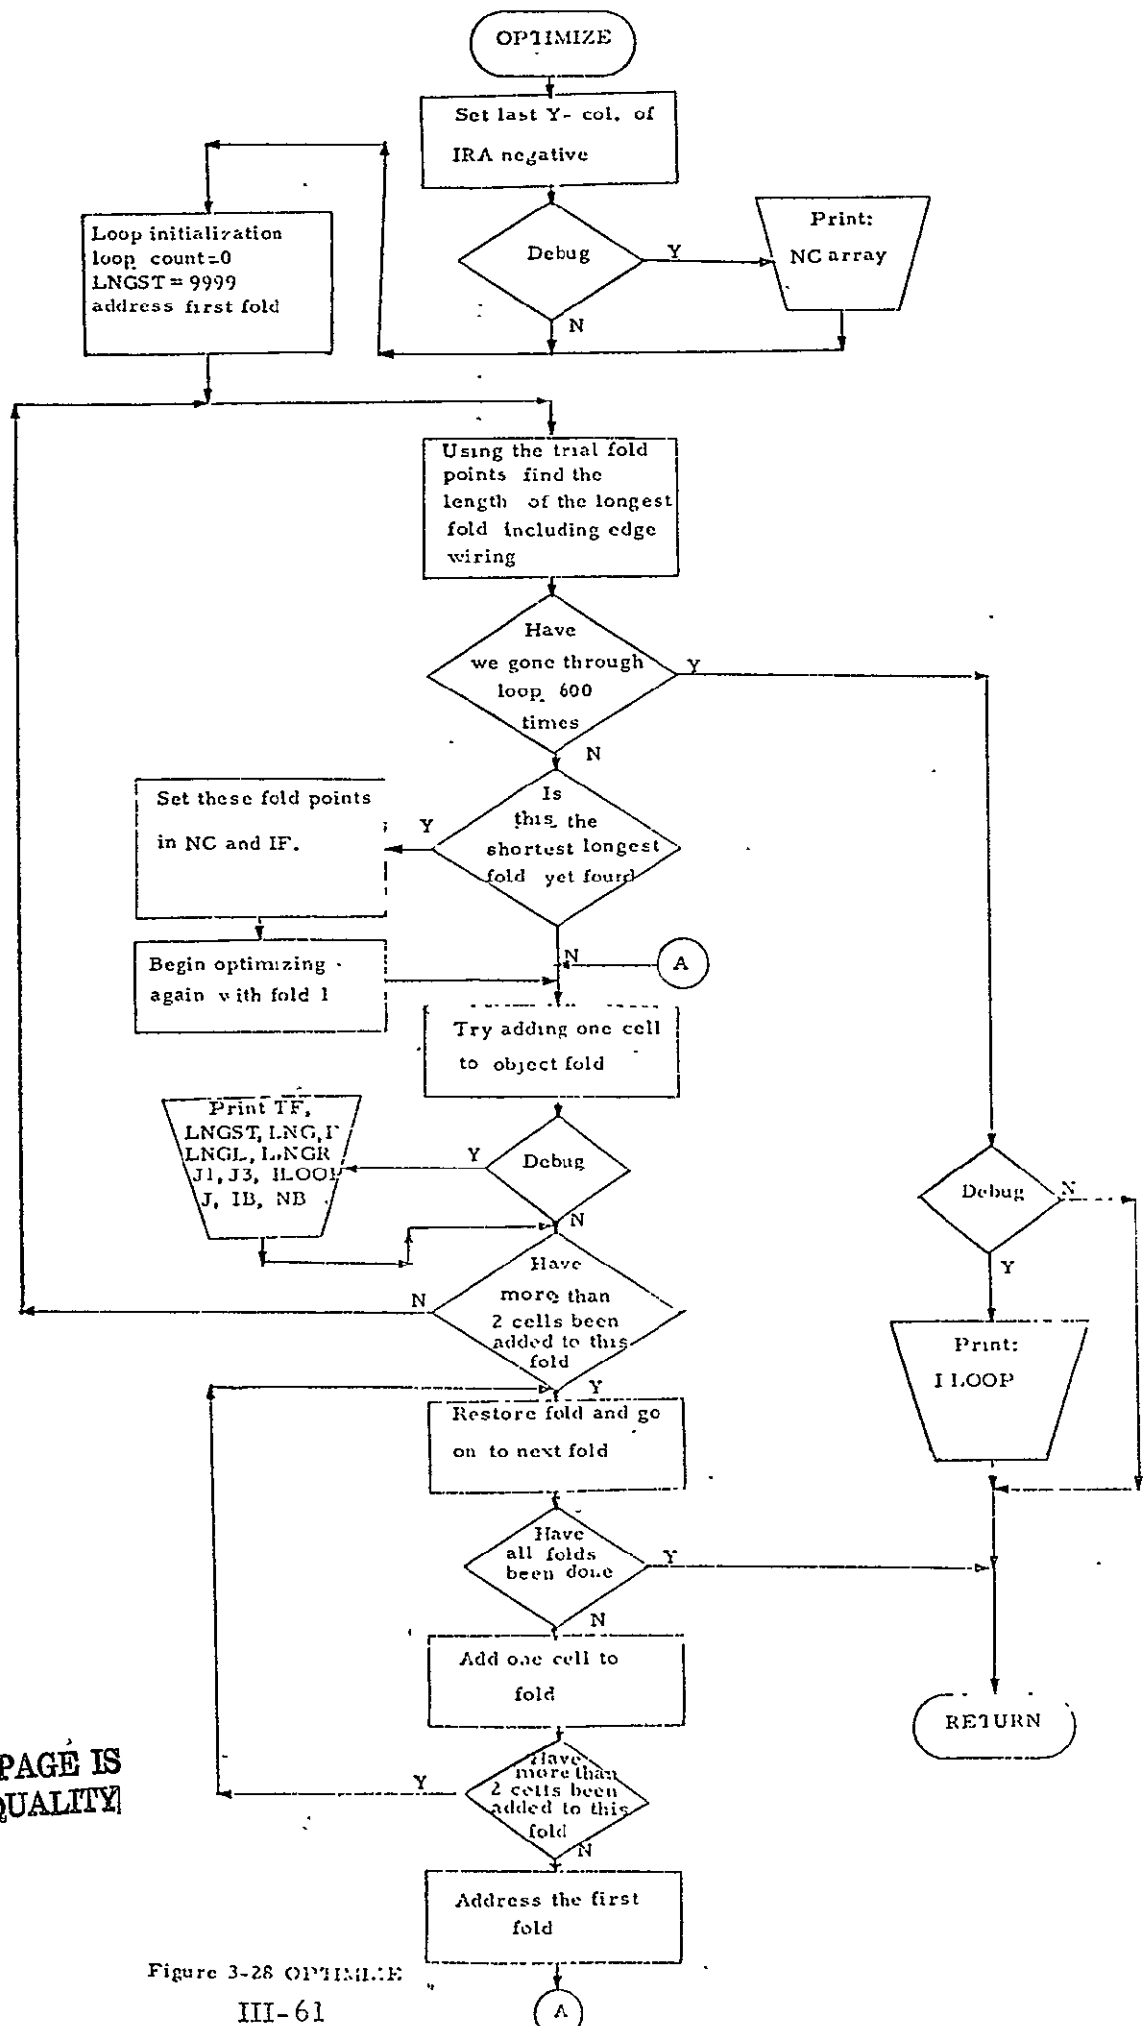 OPTIMIZE
Set last Y- col. of
IRA negative
Debug
Y
N
Print:
NC array
Loop initialization
loop count=0
LNGST = 9999
address first fold
Using the trial fold
points find the
length of the longest
fold including edge
wiring
Have
we gone through
loop 600
times
Y
N
Is
this the
shortest longest
fold yet found
Y
N
Set these fold points
in NC and IF.
Begin optimizing
again with fold 1
A
Try adding one cell
to object fold
Debug
Y
N
Print TF,
LNGST, LNG,
LNGL, LNGR
J1, J3, ILOOP
J, IB, NB
Have
more than
2 cells been
added to this
fold
N
Y
Debug
N
Y
Print:
ILOOP
Restore fold and go
on to next fold
Have
all folds
been done
Y
N
Add one cell to
fold
RETURN
Have
more than
2 cells been
added to this
fold
Y
N
Address the first
fold
A
PAGE IS
QUALITY
Figure 3-28 OPTIMIZE
III-61